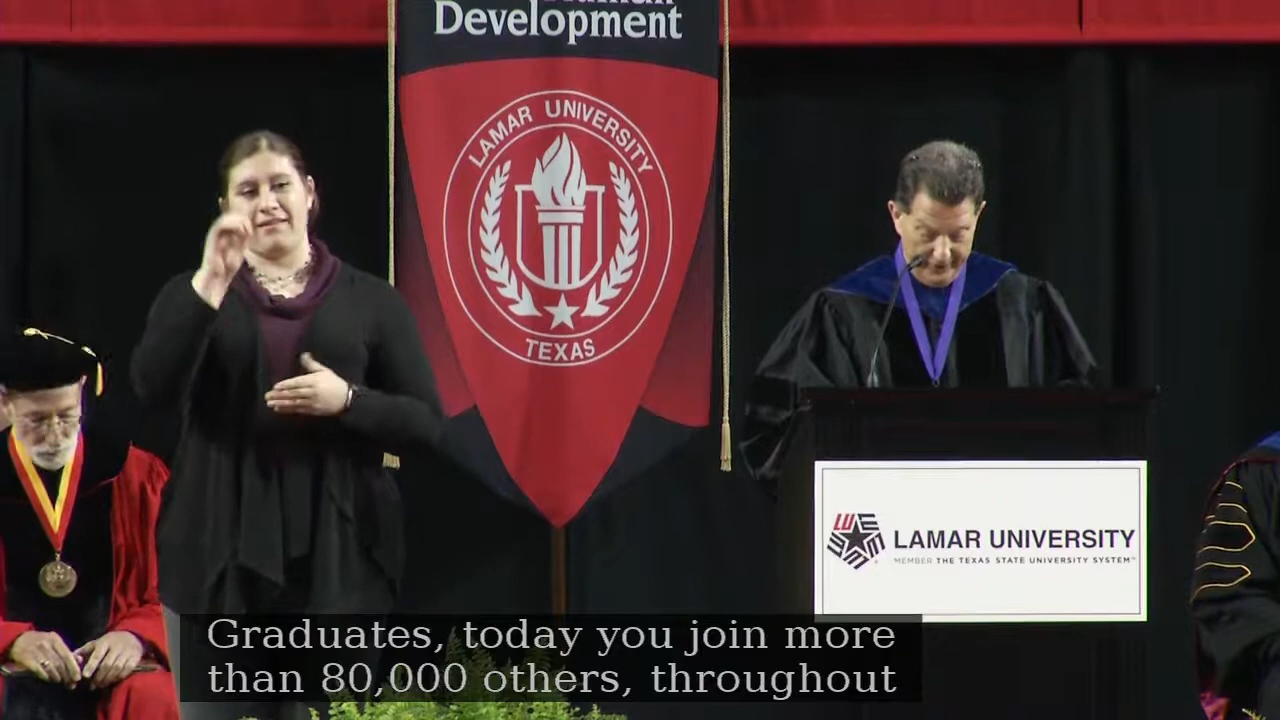 Development
LAMAR UNIVERSITY
TEXAS
LAMAR UNIVERSITY
MEMBER THE TEXAS STATE UNIVERSITY SYSTEM™
Graduates, today you join more
than 80,000 others, throughout